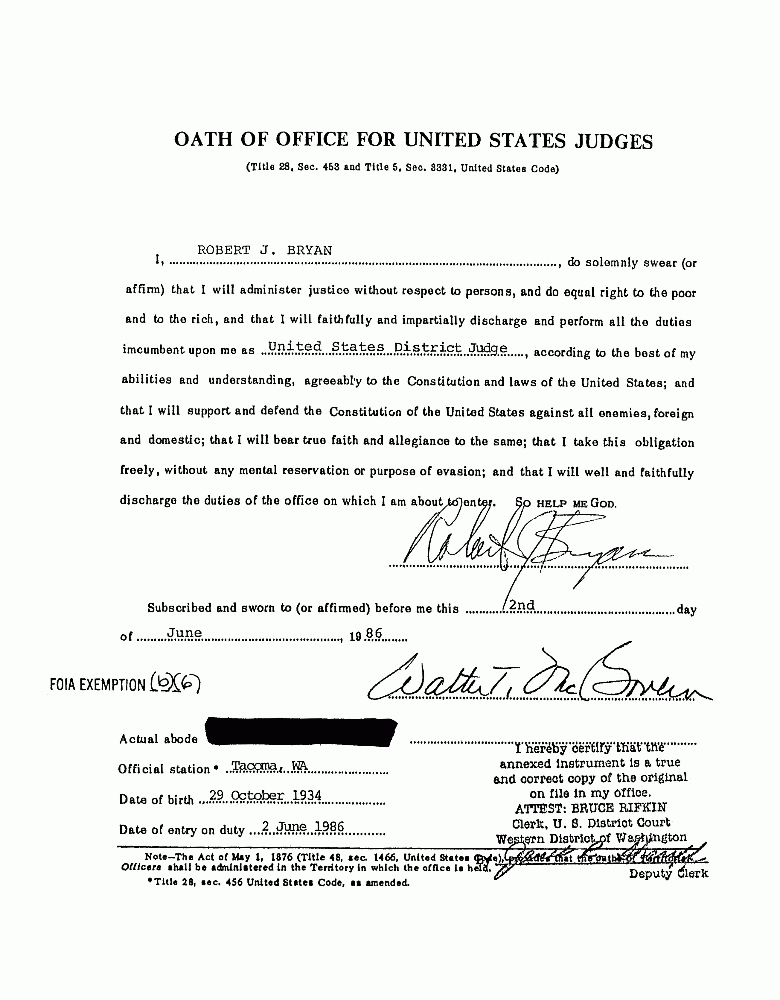 OATH OF OFFICE FOR UNITED STATES JUDGES
(Title 28, Sec. 453 and Title 5, Sec. 3331, United States Code)
I, ROBERT J. BRYAN, do solemnly swear (or
affirm) that I will administer justice without respect to persons, and do equal right to the poor
and to the rich, and that I will faithfully and impartially discharge and perform all the duties
imcumbent upon me as United States District Judge, according to the best of my
abilities and understanding, agreeably to the Constitution and laws of the United States; and
that I will support and defend the Constitution of the United States against all enemies, foreign
and domestic; that I will bear true faith and allegiance to the same; that I take this obligation
freely, without any mental reservation or purpose of evasion; and that I will well and faithfully
discharge the duties of the office on which I am about to enter. SO HELP ME GOD.
Robert J Bryan
Subscribed and sworn to (or affirmed) before me this 2nd day
of June, 19 86
Walter T. McGovern
FOIA EXEMPTION (b)(6)
Actual abode
Official station * Tacoma, WA
Date of birth 29 October 1934
Date of entry on duty 2 June 1986
I hereby certify that the
annexed instrument is a true
and correct copy of the original
on file in my office.
ATTEST: BRUCE RIFKIN
Clerk, U. S. District Court
Western District of Washington
By
Deputy Clerk
Note—The Act of May 1, 1876 (Title 48, sec. 1466, United States Code), provides that the oaths of Territorial
Officers shall be administered in the Territory in which the office is held.
*Title 28, sec. 456 United States Code, as amended.